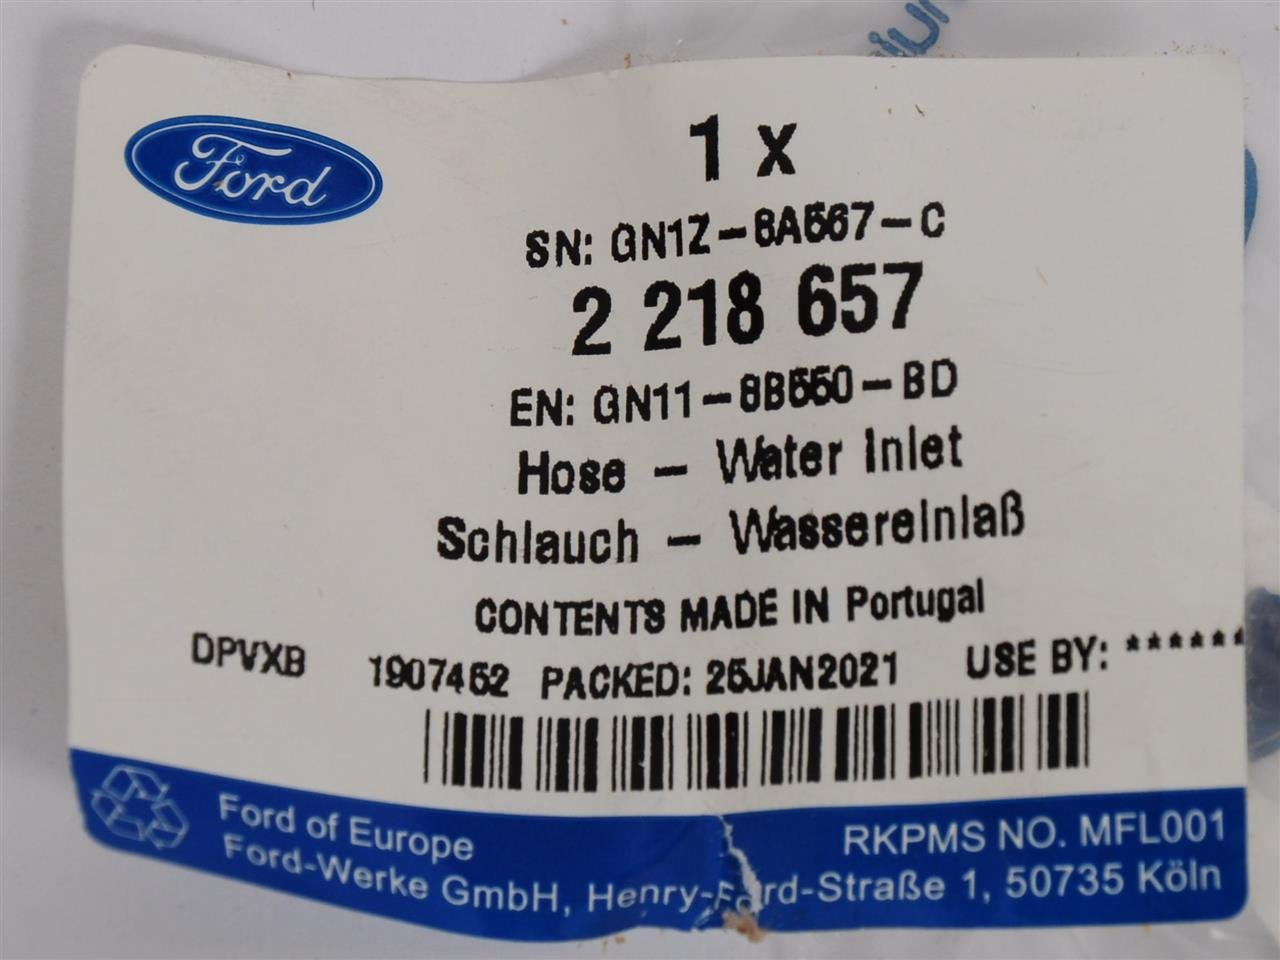 Ford
1 x
SN: GN1Z-8A567-C
2 218 657
EN: GN11-8B550-BD
Hose - Water Inlet
Schlauch - Wassereinlaß
CONTENTS MADE IN Portugal
DPVXB 1907452 PACKED: 25JAN2021 USE BY: ******
Ford of Europe
Ford-Werke GmbH, Henry-Ford-Straße 1, 50735 Köln
RKPMS NO. MFL001